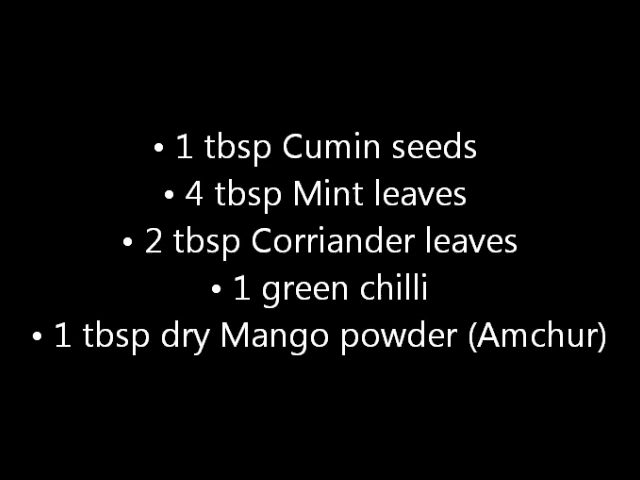 • 1 tbsp Cumin seeds
• 4 tbsp Mint leaves
• 2 tbsp Corriander leaves
• 1 green chilli
• 1 tbsp dry Mango powder (Amchur)